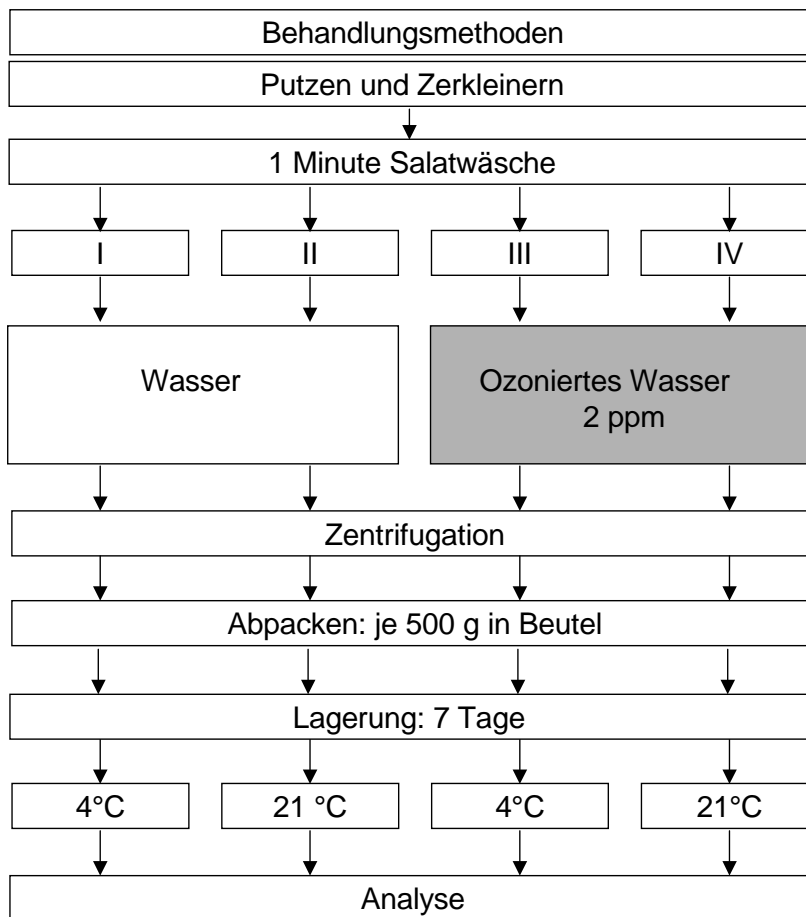 Behandlungsmethoden
Putzen und Zerkleinern
1 Minute Salatwäsche
I II III IV
Wasser
Ozoniertes Wasser
2 ppm
Zentrifugation
Abpacken: je 500 g in Beutel
Lagerung: 7 Tage
4°C 21 °C 4°C 21°C
Analyse